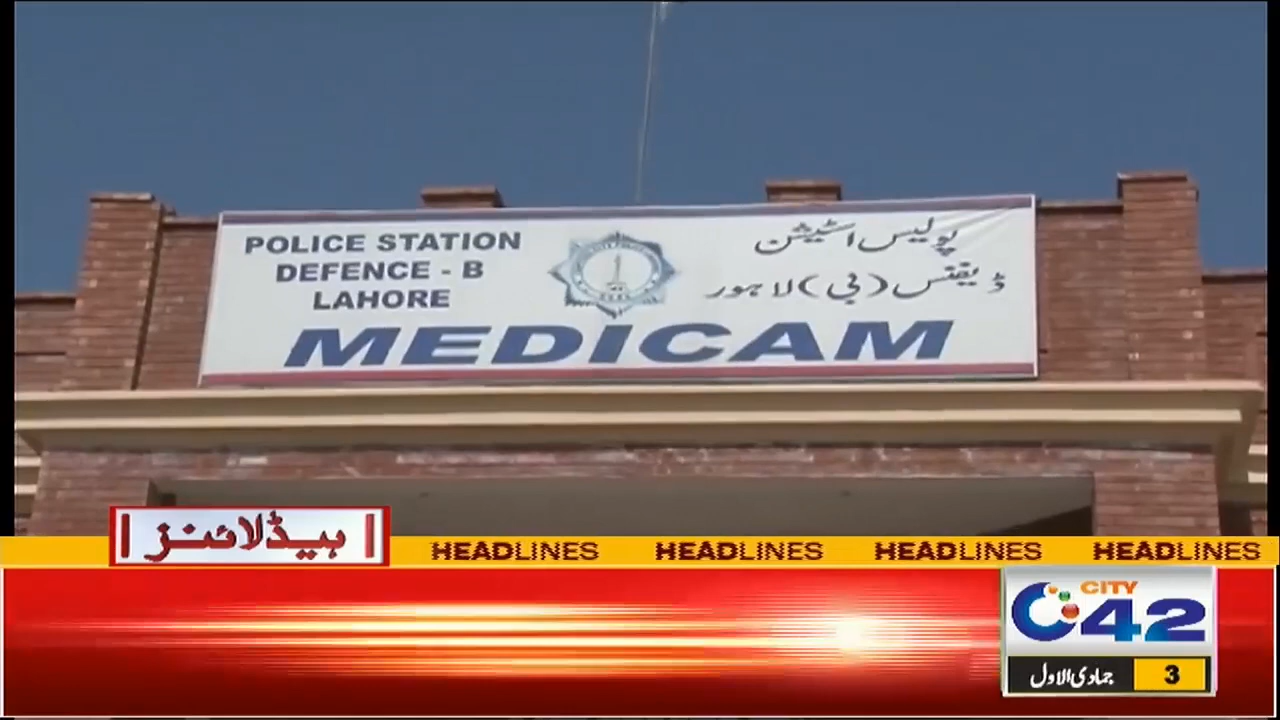 POLICE STATION
DEFENCE - B
LAHORE
پولیس اسٹیشن
ڈیفنس (بی) لاہور
MEDICAM
ہیڈلائنز
HEADLINES HEADLINES HEADLINES HEADLINES
CITY
42
جمادی الاول 3